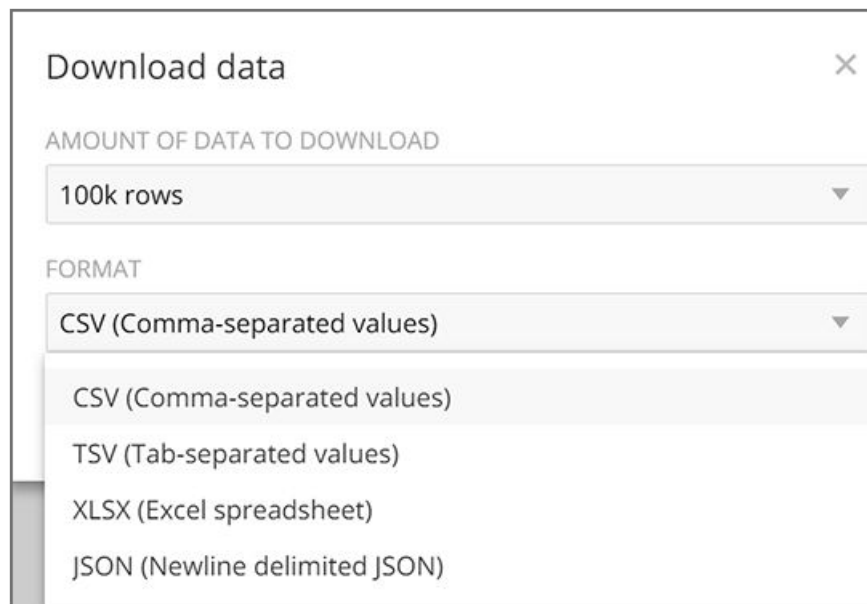 Download data
AMOUNT OF DATA TO DOWNLOAD
100k rows
FORMAT
CSV (Comma-separated values)
CSV (Comma-separated values)
TSV (Tab-separated values)
XLSX (Excel spreadsheet)
JSON (Newline delimited JSON)